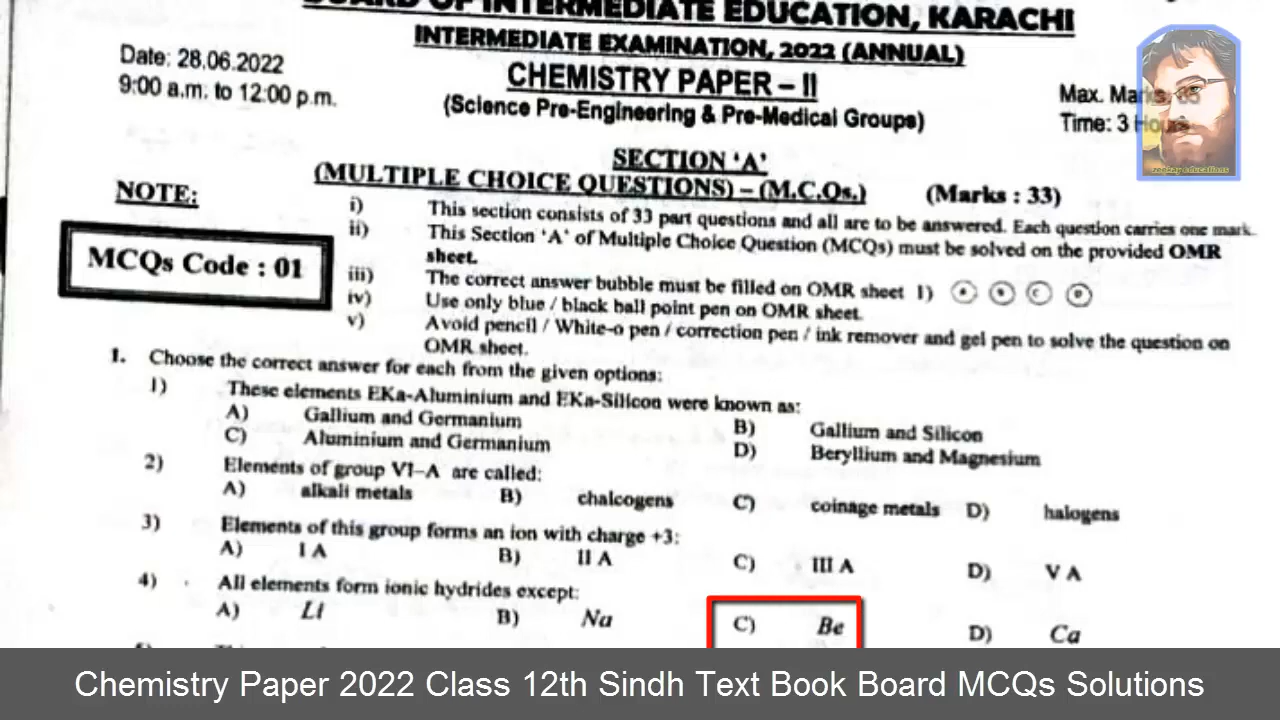 BOARD OF INTERMEDIATE EDUCATION, KARACHI
INTERMEDIATE EXAMINATION, 2022 (ANNUAL)
Date: 28.06.2022
9:00 a.m. to 12:00 p.m.
CHEMISTRY PAPER – II
(Science Pre-Engineering & Pre-Medical Groups)
Max. Marks
Time: 3 Hours
zeekay educations
SECTION ‘A’
(MULTIPLE CHOICE QUESTIONS) – (M.C.Qs.) (Marks : 33)
NOTE:
i) This section consists of 33 part questions and all are to be answered. Each question carries one mark.
ii) This Section ‘A’ of Multiple Choice Question (MCQs) must be solved on the provided OMR
sheet.
MCQs Code : 01
iii) The correct answer bubble must be filled on OMR sheet 1)
iv) Use only blue / black ball point pen on OMR sheet.
v) Avoid pencil / White-o pen / correction pen / ink remover and gel pen to solve the question on
OMR sheet.
1. Choose the correct answer for each from the given options:
1) These elements EKa-Aluminium and EKa-Silicon were known as:
A) Gallium and Germanium B) Gallium and Silicon
C) Aluminium and Germanium D) Beryllium and Magnesium
2) Elements of group VI–A are called:
A) alkali metals B) chalcogens C) coinage metals D) halogens
3) Elements of this group forms an ion with charge +3:
A) I A B) II A C) III A D) V A
4) All elements form ionic hydrides except:
A) Li B) Na C) Be D) Ca
Chemistry Paper 2022 Class 12th Sindh Text Book Board MCQs Solutions